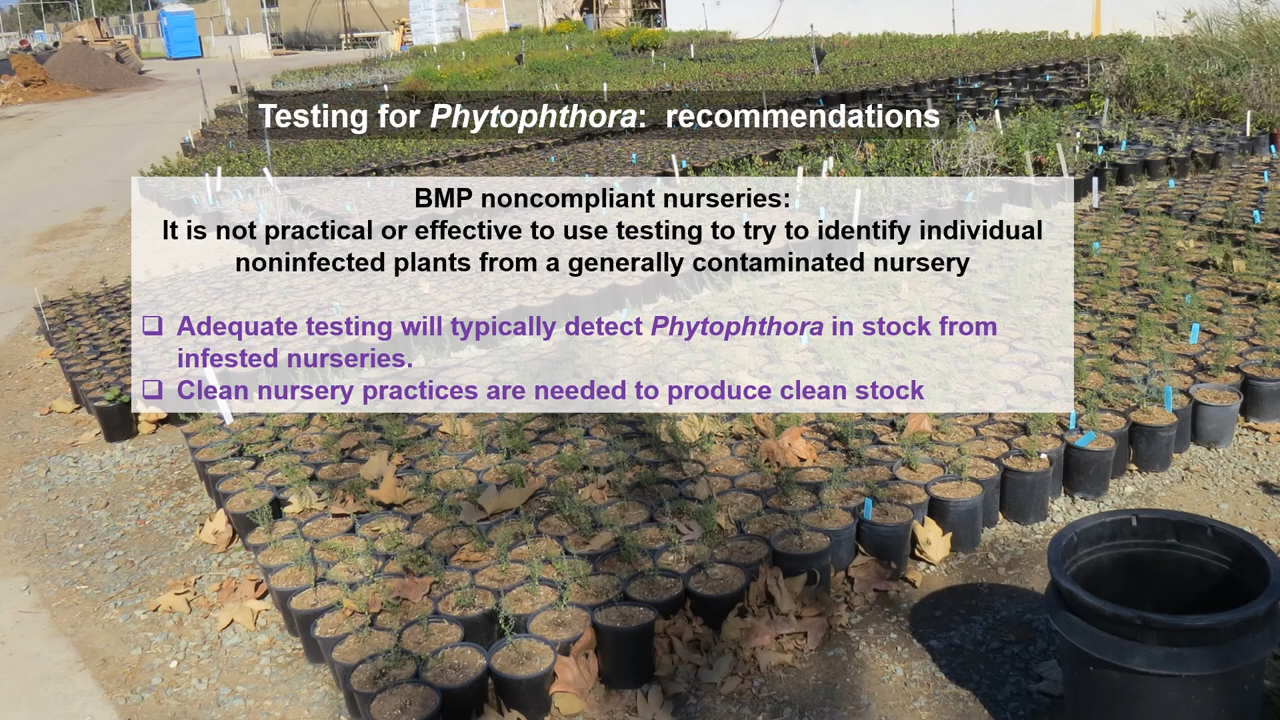 Testing for Phytophthora: recommendations
BMP noncompliant nurseries:
It is not practical or effective to use testing to try to identify individual
noninfected plants from a generally contaminated nursery
❑ Adequate testing will typically detect Phytophthora in stock from
infested nurseries.
❑ Clean nursery practices are needed to produce clean stock